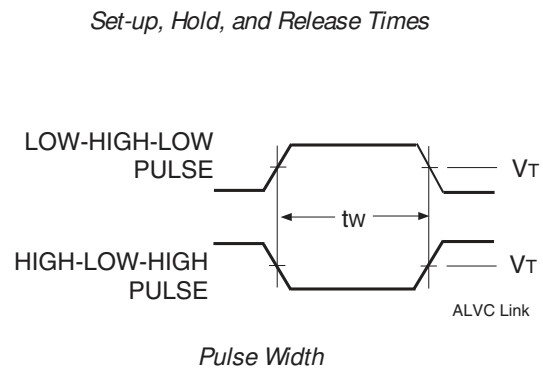 Set-up, Hold, and Release Times
LOW-HIGH-LOW
PULSE
VT
tw
HIGH-LOW-HIGH
PULSE
VT
ALVC Link
Pulse Width